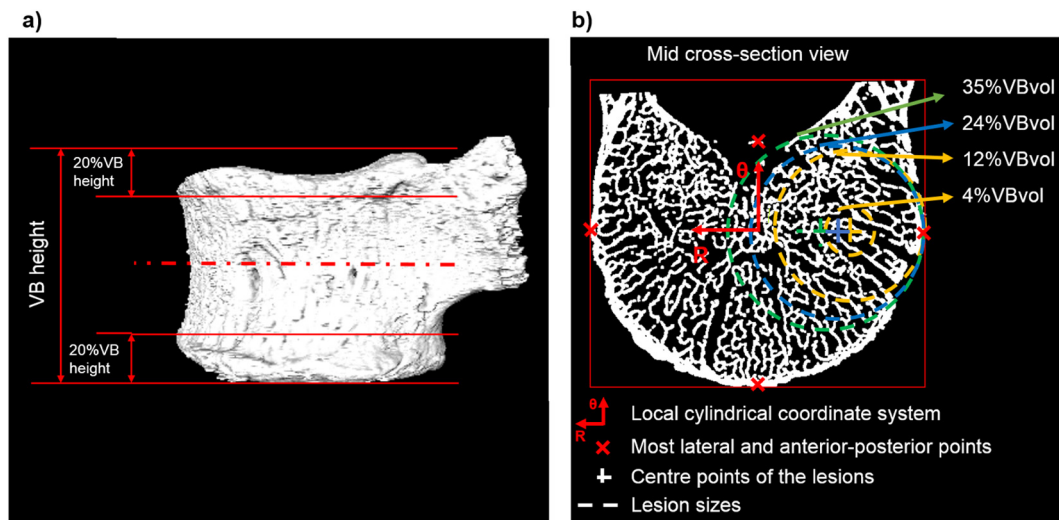 a)
VB height
20%VB
height
20%VB
height
b)
Mid cross-section view
35%VBvol
24%VBvol
12%VBvol
4%VBvol
θ
R
θ
R
Local cylindrical coordinate system
Most lateral and anterior-posterior points
Centre points of the lesions
Lesion sizes